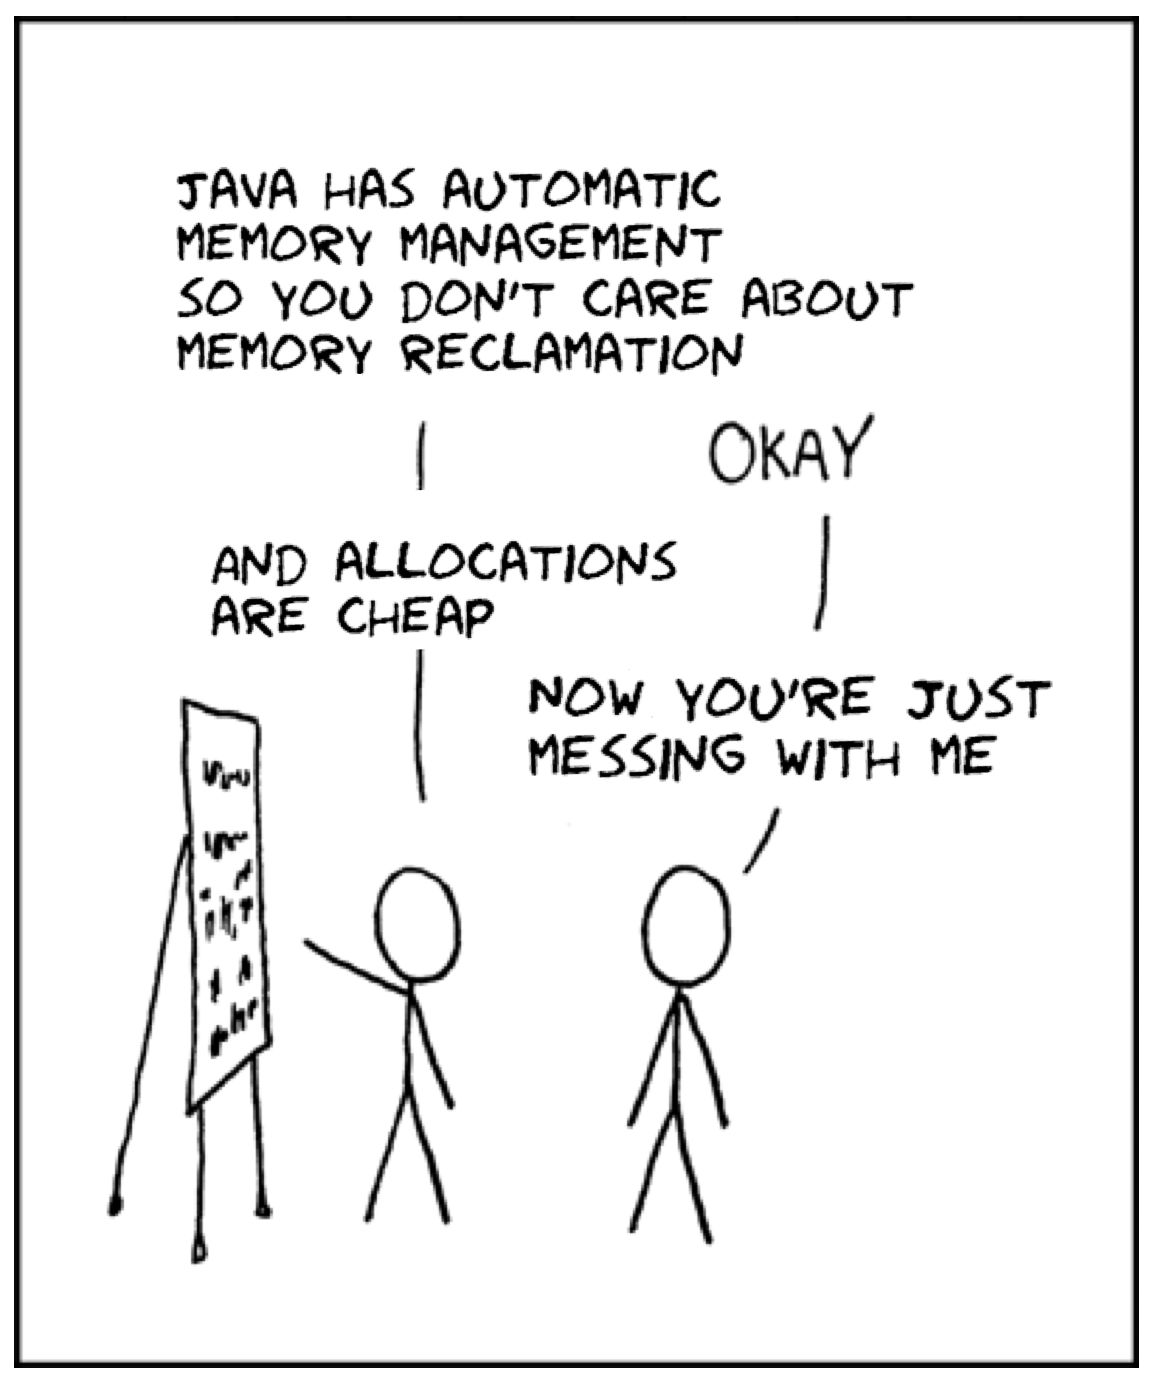 JAVA HAS AUTOMATIC
MEMORY MANAGEMENT
SO YOU DON'T CARE ABOUT
MEMORY RECLAMATION
OKAY
AND ALLOCATIONS
ARE CHEAP
NOW YOU'RE JUST
MESSING WITH ME